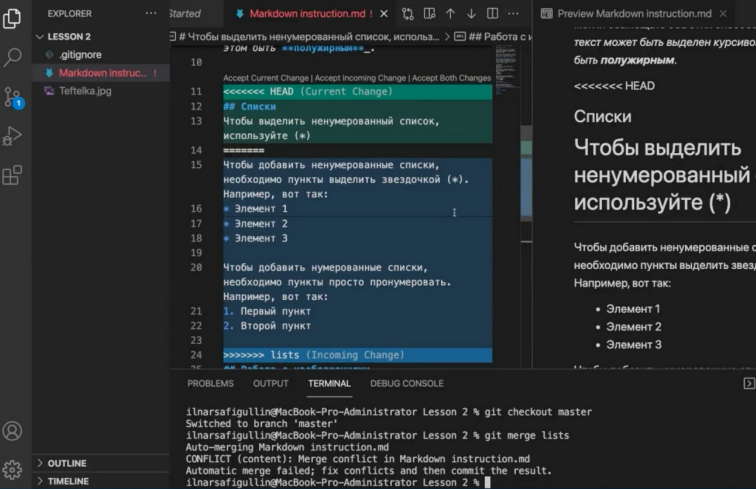 EXPLORER
Started
Markdown instruction.md !
Preview Markdown instruction.md
LESSON 2
.gitignore
Markdown instruc... !
Teftelka.jpg
# Чтобы выделить ненумерованный список, использ... > ## Работа с и
этом быть **полужирным**_.
10
Accept Current Change | Accept Incoming Change | Accept Both Changes
11 <<<<<<< HEAD (Current Change)
12 ## Списки
13 Чтобы выделить ненумерованный список,
используйте (*)
14 =======
15 Чтобы добавить ненумерованные списки,
необходимо пункты выделить звездочкой (*).
Например, вот так:
16 * Элемент 1
17 * Элемент 2
18 * Элемент 3
19
20 Чтобы добавить нумерованные списки,
необходимо пункты просто пронумеровать.
Например, вот так:
21 1. Первый пункт
22 2. Второй пункт
23
24 >>>>>>> lists (Incoming Change)
текст может быть выделен курсиво
быть полужирным.
<<<<<<< HEAD
Списки
Чтобы выделить
ненумерованный
используйте (*)
Чтобы добавить ненумерованные с
необходимо пункты выделить звезд
Например, вот так:
• Элемент 1
• Элемент 2
• Элемент 3
1
PROBLEMS OUTPUT TERMINAL DEBUG CONSOLE
ilnarsafigullin@MacBook-Pro-Administrator Lesson 2 % git checkout master
Switched to branch 'master'
ilnarsafigullin@MacBook-Pro-Administrator Lesson 2 % git merge lists
Auto-merging Markdown instruction.md
CONFLICT (content): Merge conflict in Markdown instruction.md
Automatic merge failed; fix conflicts and then commit the result.
ilnarsafigullin@MacBook-Pro-Administrator Lesson 2 %
OUTLINE
TIMELINE